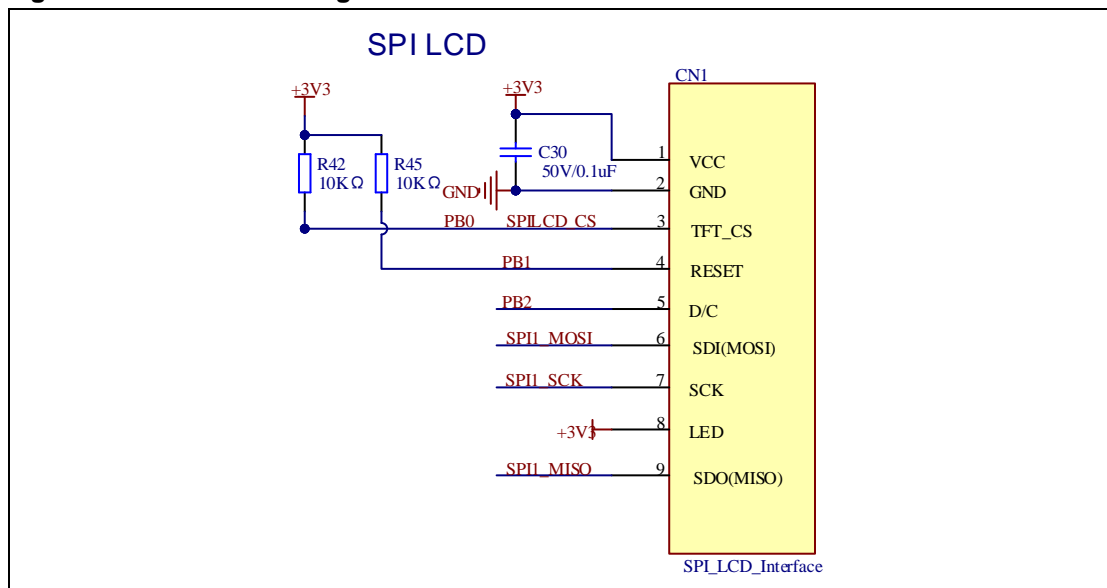 SPI LCD
CN1
+3V3
+3V3
R42
10KΩ
R45
10KΩ
C30
50V/0.1uF
1
VCC
GND
2
GND
PB0
SPILCD_CS
3
TFT_CS
PB1
4
RESET
PB2
5
D/C
SPI1_MOSI
6
SDI(MOSI)
SPI1_SCK
7
SCK
+3V3
8
LED
SPI1_MISO
9
SDO(MISO)
SPI_LCD_Interface